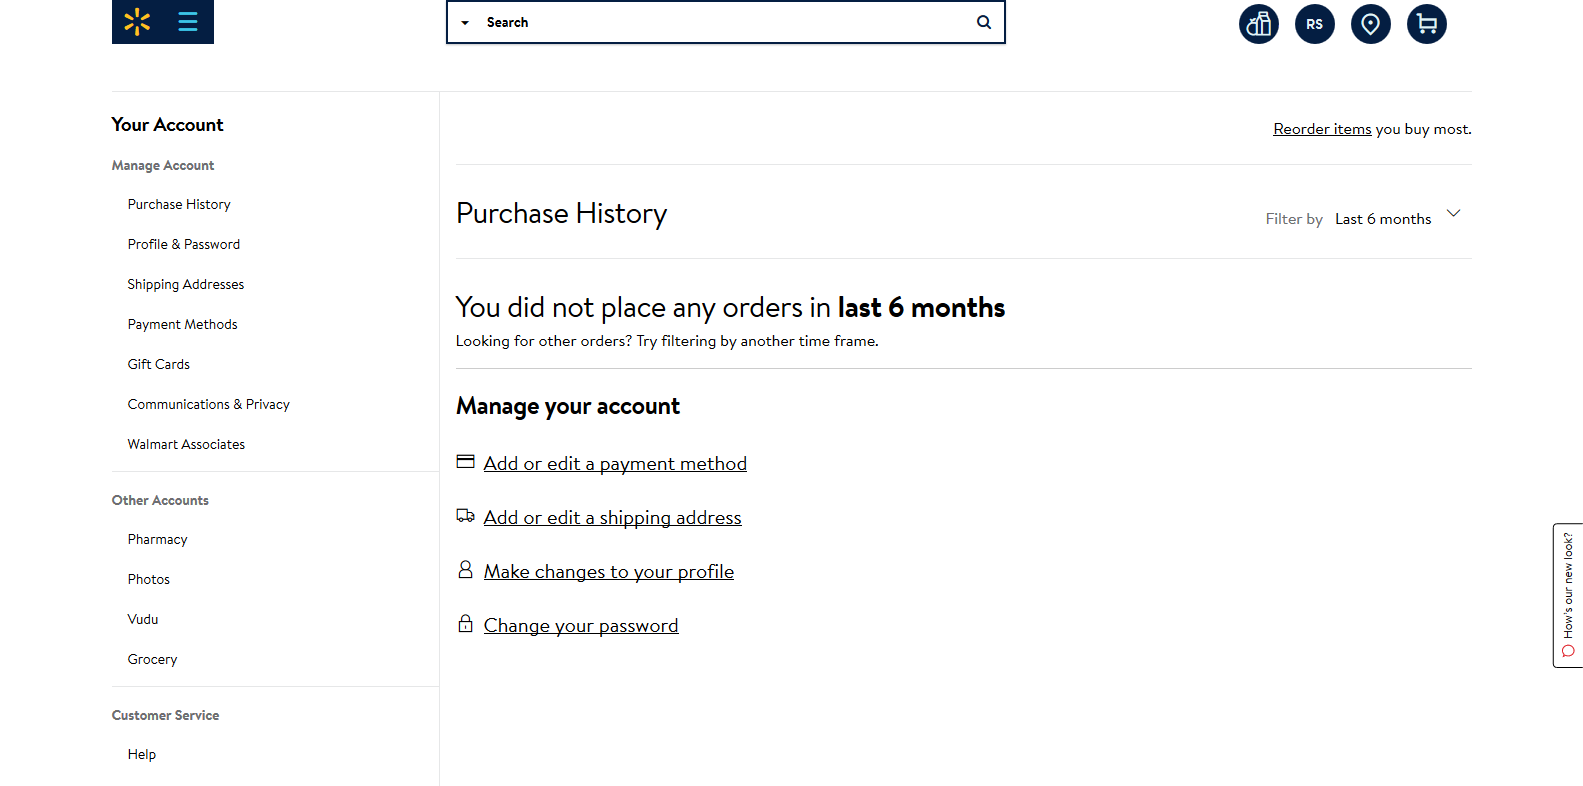 Search
RS
Your Account
Manage Account
Purchase History
Profile & Password
Shipping Addresses
Payment Methods
Gift Cards
Communications & Privacy
Walmart Associates
Other Accounts
Pharmacy
Photos
Vudu
Grocery
Customer Service
Help
Reorder items you buy most.
Purchase History
Filter by Last 6 months
You did not place any orders in last 6 months
Looking for other orders? Try filtering by another time frame.
Manage your account
Add or edit a payment method
Add or edit a shipping address
Make changes to your profile
Change your password
How's our new look?